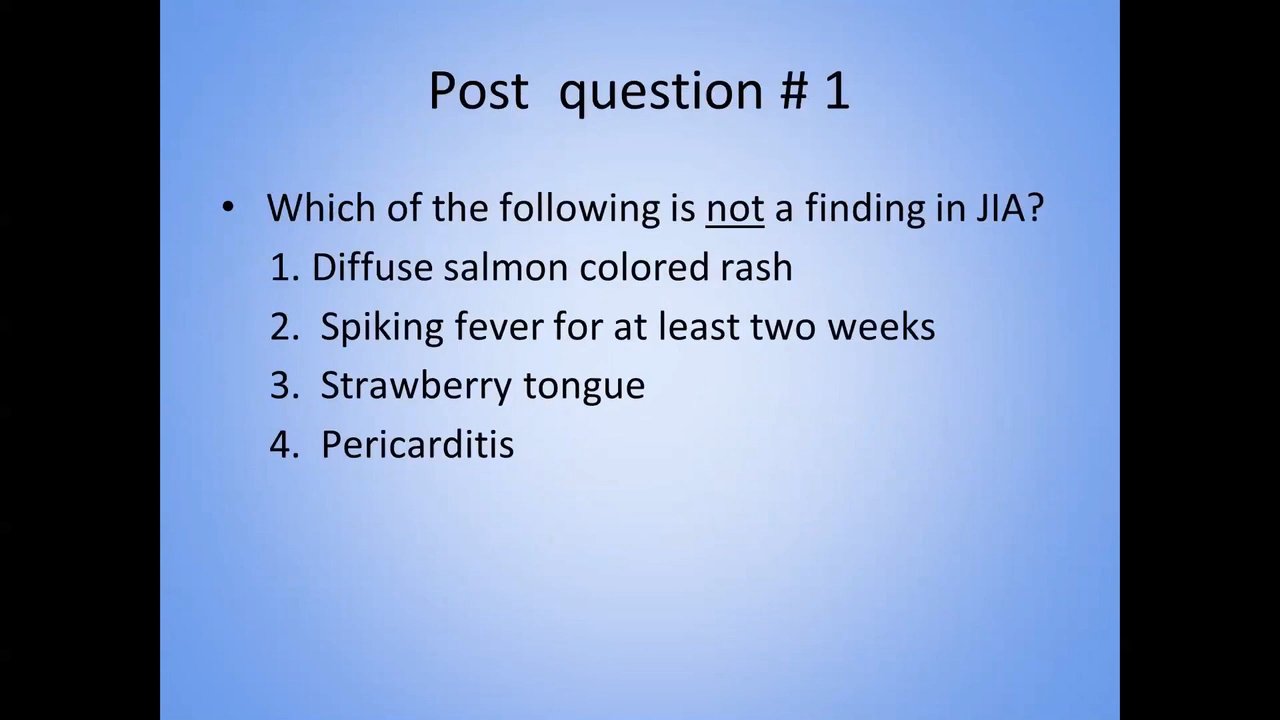 Post question # 1
• Which of the following is not a finding in JIA?
1. Diffuse salmon colored rash
2. Spiking fever for at least two weeks
3. Strawberry tongue
4. Pericarditis